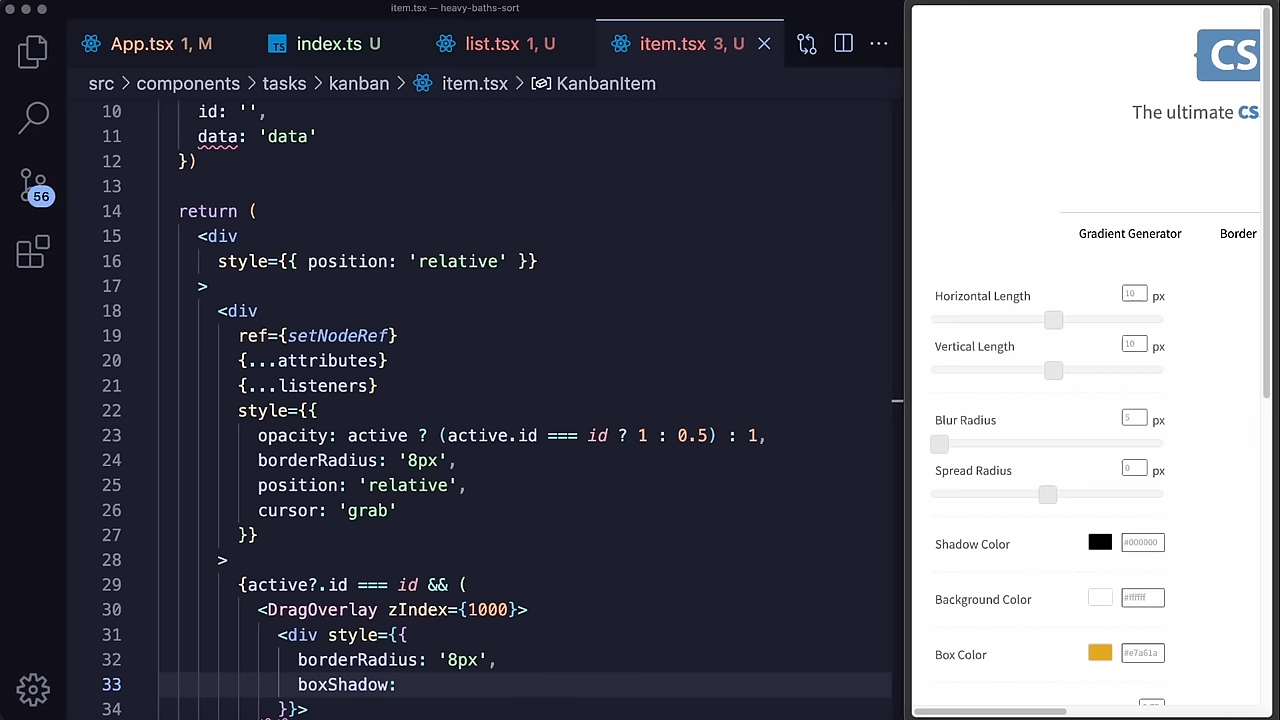 item.tsx — heavy-baths-sort
App.tsx 1, M
index.ts U
list.tsx 1, U
item.tsx 3, U
src > components > tasks > kanban > item.tsx > KanbanItem
10 id: '',
11 data: 'data'
12 })
13
14 return (
15 <div
16 style={{ position: 'relative' }}
17 >
18 <div
19 ref={setNodeRef}
20 {...attributes}
21 {...listeners}
22 style={{
23 opacity: active ? (active.id === id ? 1 : 0.5) : 1,
24 borderRadius: '8px',
25 position: 'relative',
26 cursor: 'grab'
27 }}
28 >
29 {active?.id === id && (
30 <DragOverlay zIndex={1000}>
31 <div style={{
32 borderRadius: '8px',
33 boxShadow:
34 }}>
56
CS
The ultimate CS
Gradient Generator
Border
Horizontal Length 10 px
Vertical Length 10 px
Blur Radius 5 px
Spread Radius 0 px
Shadow Color #000000
Background Color #ffffff
Box Color #e7a61a